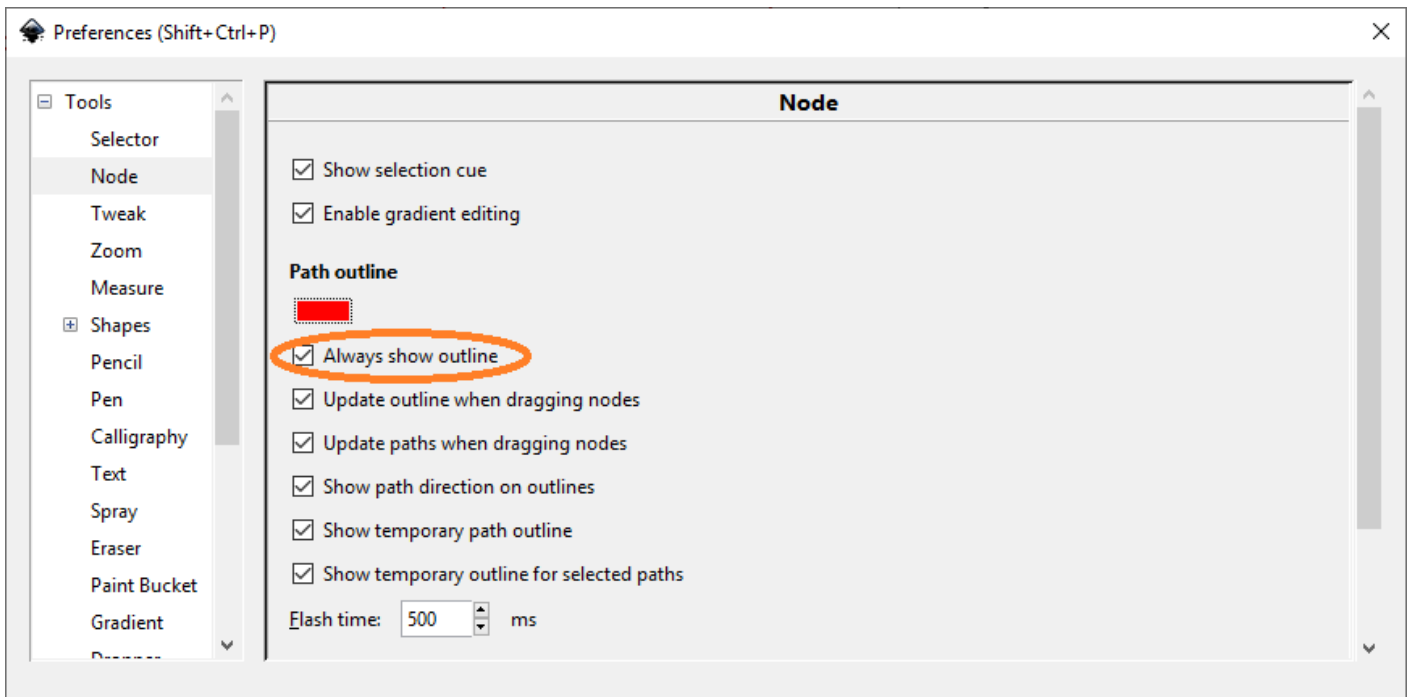 Preferences (Shift+Ctrl+P)
Tools
Selector
Node
Tweak
Zoom
Measure
Shapes
Pencil
Pen
Calligraphy
Text
Spray
Eraser
Paint Bucket
Gradient
Node
Show selection cue
Enable gradient editing
Path outline
Always show outline
Update outline when dragging nodes
Update paths when dragging nodes
Show path direction on outlines
Show temporary path outline
Show temporary outline for selected paths
Flash time: 500 ms